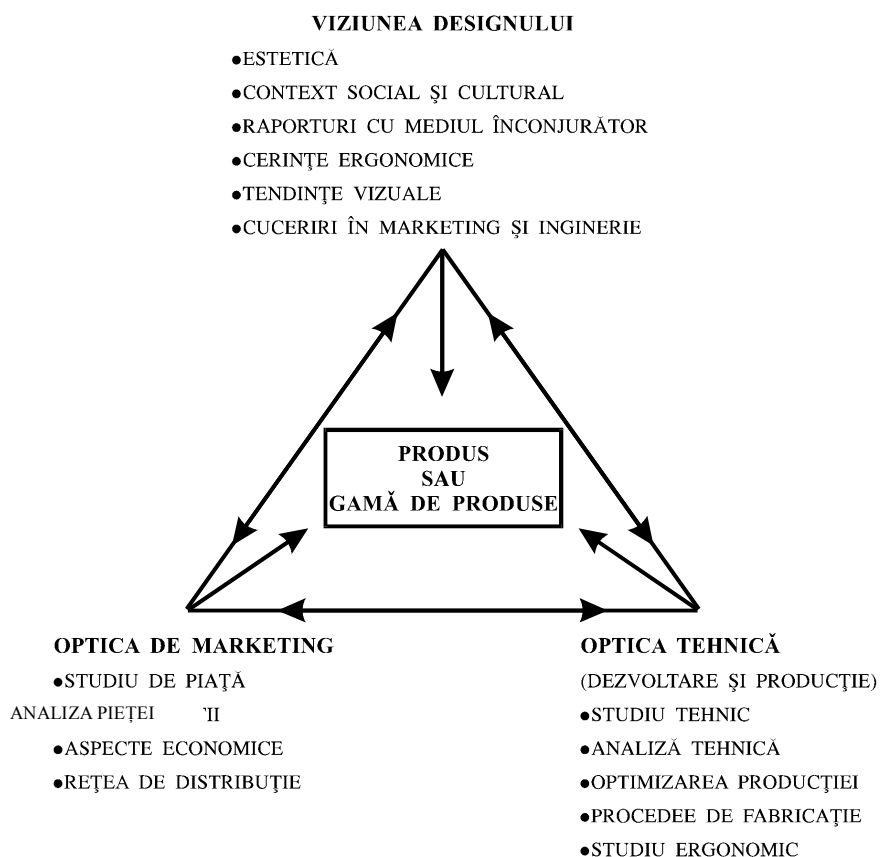 VIZIUNEA DESIGNULUI
●ESTETICĂ
●CONTEXT SOCIAL ŞI CULTURAL
●RAPORTURI CU MEDIUL ÎNCONJURĂTOR
●CERINŢE ERGONOMICE
●TENDINŢE VIZUALE
●CUCERIRI ÎN MARKETING ŞI INGINERIE
PRODUS
SAU
GAMĂ DE PRODUSE
OPTICA DE MARKETING
●STUDIU DE PIAŢĂ
ANALIZA PIEȚEI
●ASPECTE ECONOMICE
●REŢEA DE DISTRIBUŢIE
OPTICA TEHNICĂ
(DEZVOLTARE ŞI PRODUCŢIE)
●STUDIU TEHNIC
●ANALIZĂ TEHNICĂ
●OPTIMIZAREA PRODUCŢIEI
●PROCEDEE DE FABRICAŢIE
●STUDIU ERGONOMIC